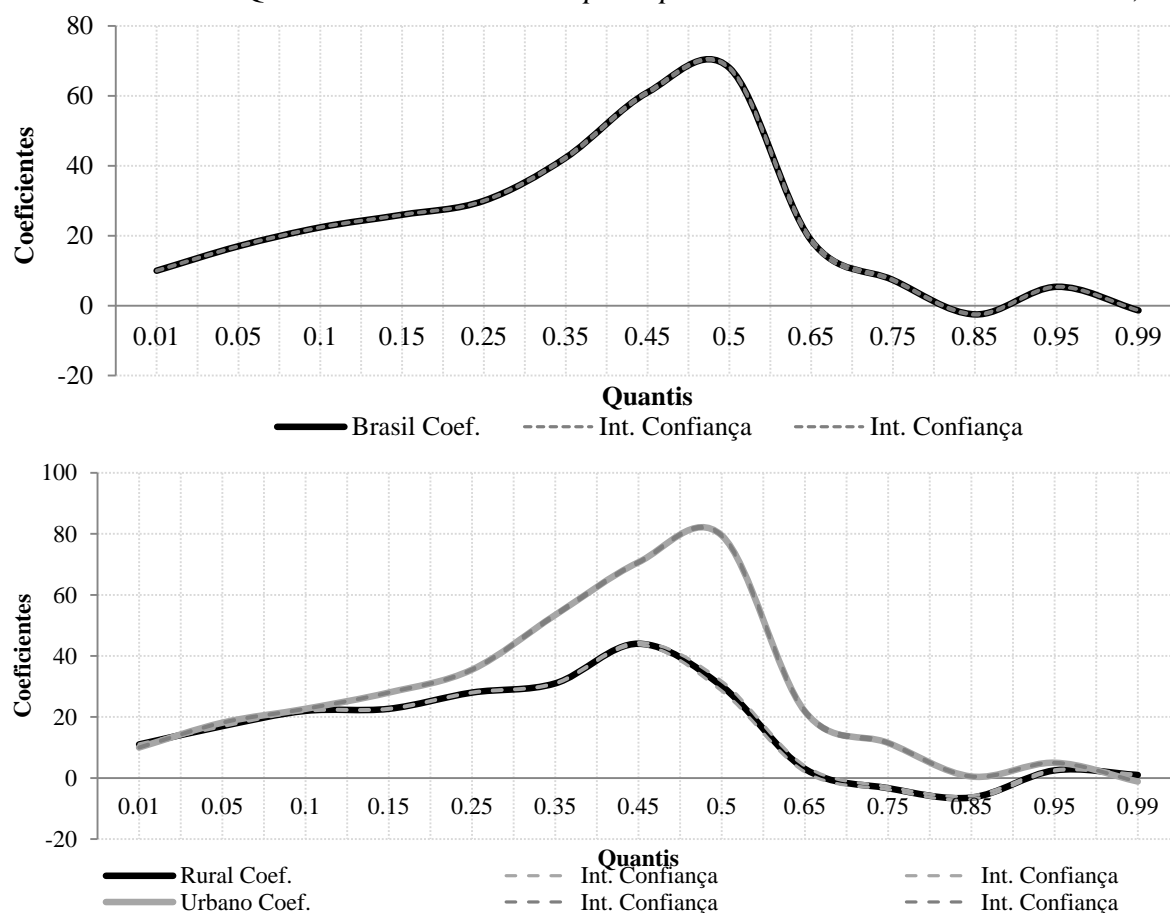 80
60
40
20
0
-20
Coeficientes
0.01 0.05 0.1 0.15 0.25 0.35 0.45 0.5 0.65 0.75 0.85 0.95 0.99
Quantis
Brasil Coef. Int. Confiança Int. Confiança
100
80
60
40
20
0
-20
Coeficientes
0.01 0.05 0.1 0.15 0.25 0.35 0.45 0.5 0.65 0.75 0.85 0.95 0.99
Quantis
Rural Coef. Int. Confiança Int. Confiança
Urbano Coef. Int. Confiança Int. Confiança